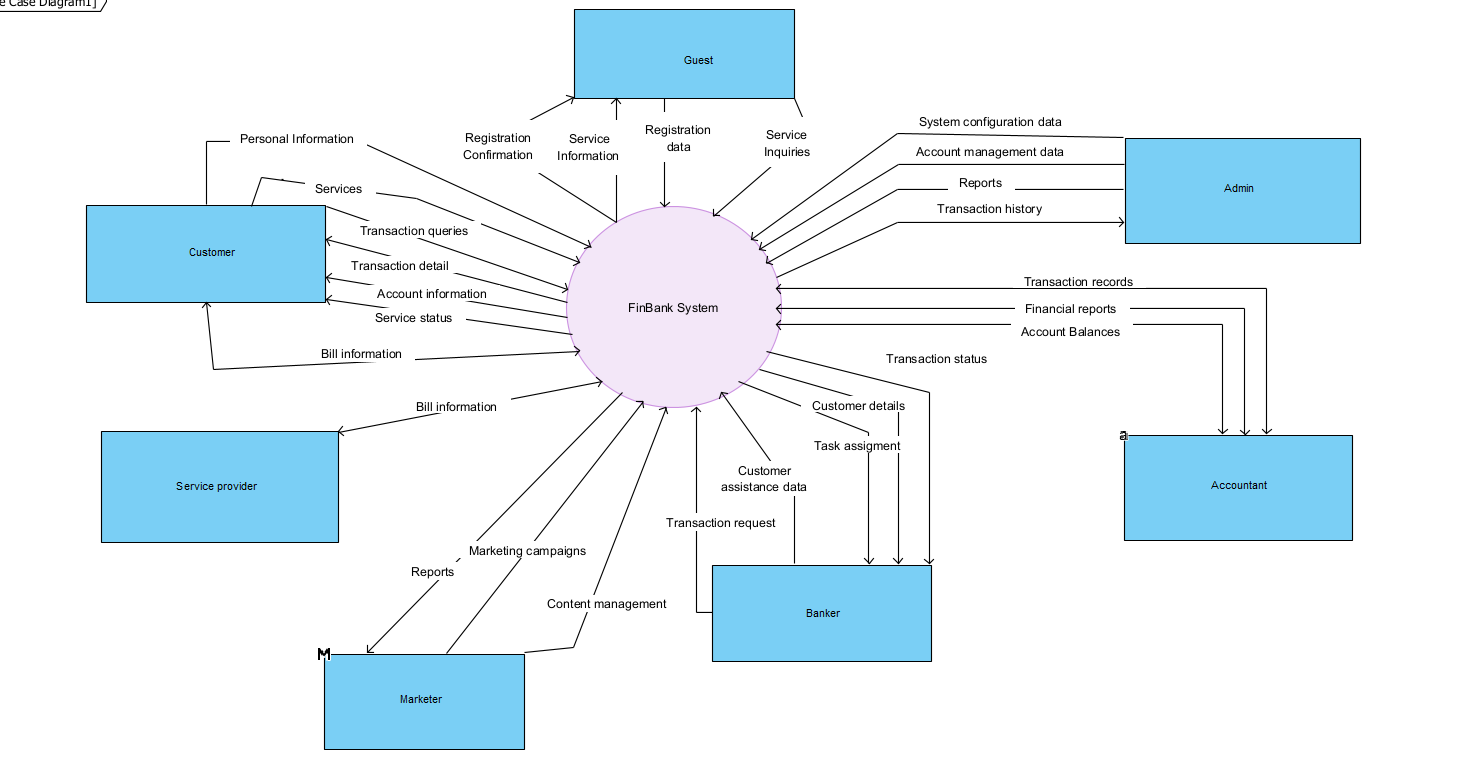 e Case Diagram1]
Guest
System configuration data
Registration
data
Service
Inquiries
Registration
Confirmation
Service
Information
Personal Information
Account management data
Reports
Admin
Services
Transaction history
Transaction queries
Customer
Transaction detail
Account information
Service status
FinBank System
Transaction records
Financial reports
Account Balances
Bill information
Transaction status
Bill information
Customer details
Task assigment
a
Customer
assistance data
Service provider
Accountant
Transaction request
Marketing campaigns
Reports
Content management
Banker
M
Marketer